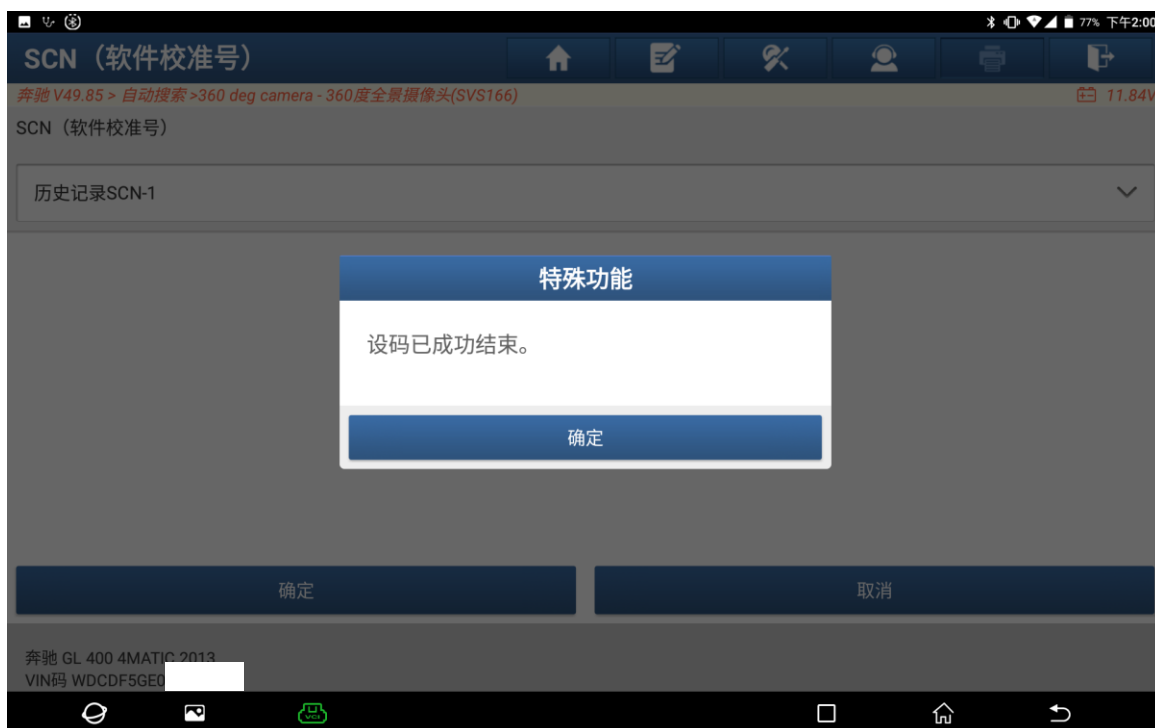 77% 下午2:00
SCN（软件校准号）
奔驰 V49.85 > 自动搜索 >360 deg camera - 360度全景摄像头(SVS166)
11.84V
SCN（软件校准号）
历史记录SCN-1
特殊功能
设码已成功结束。
确定
确定
取消
奔驰 GL 400 4MATIC 2013
VIN码 WDCDF5GE0
VCI